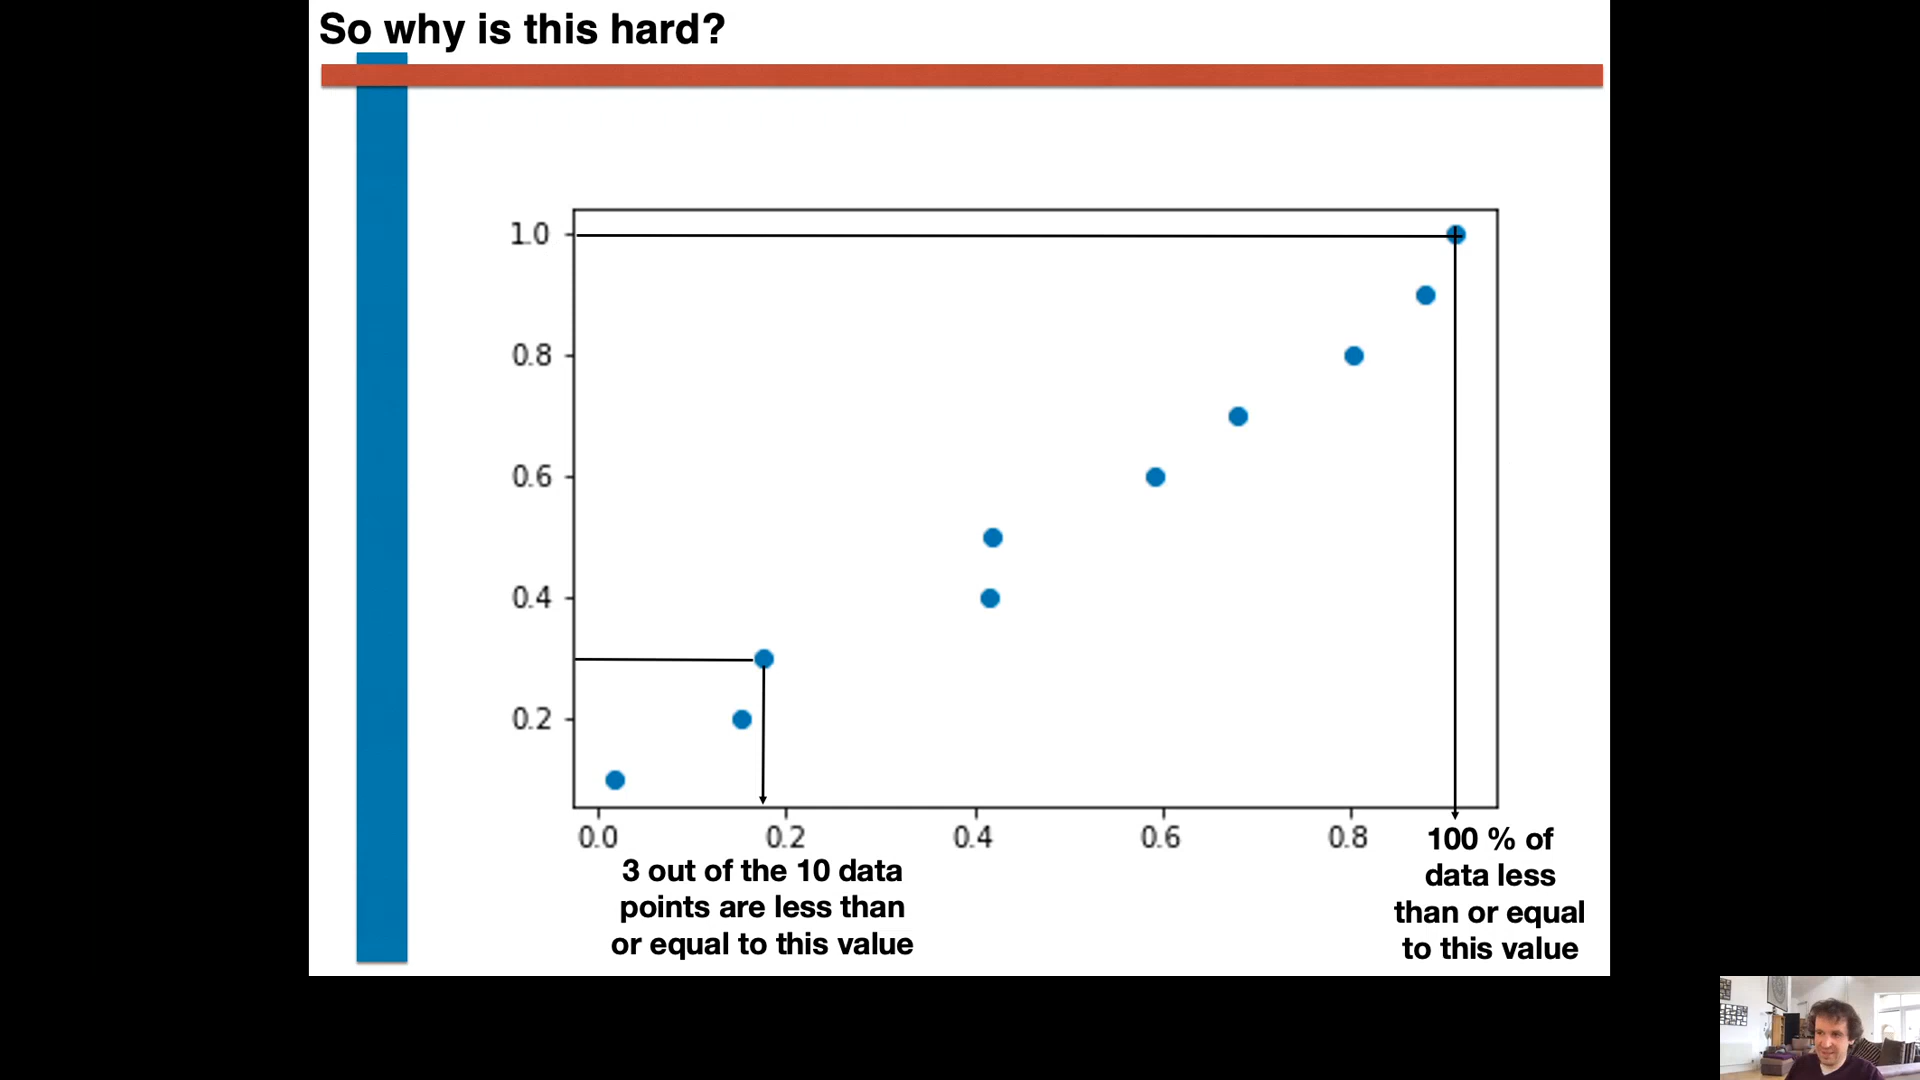 So why is this hard?
1.0
0.8
0.6
0.4
0.2
0.0 0.2 0.4 0.6 0.8
3 out of the 10 data
points are less than
or equal to this value
100 % of
data less
than or equal
to this value